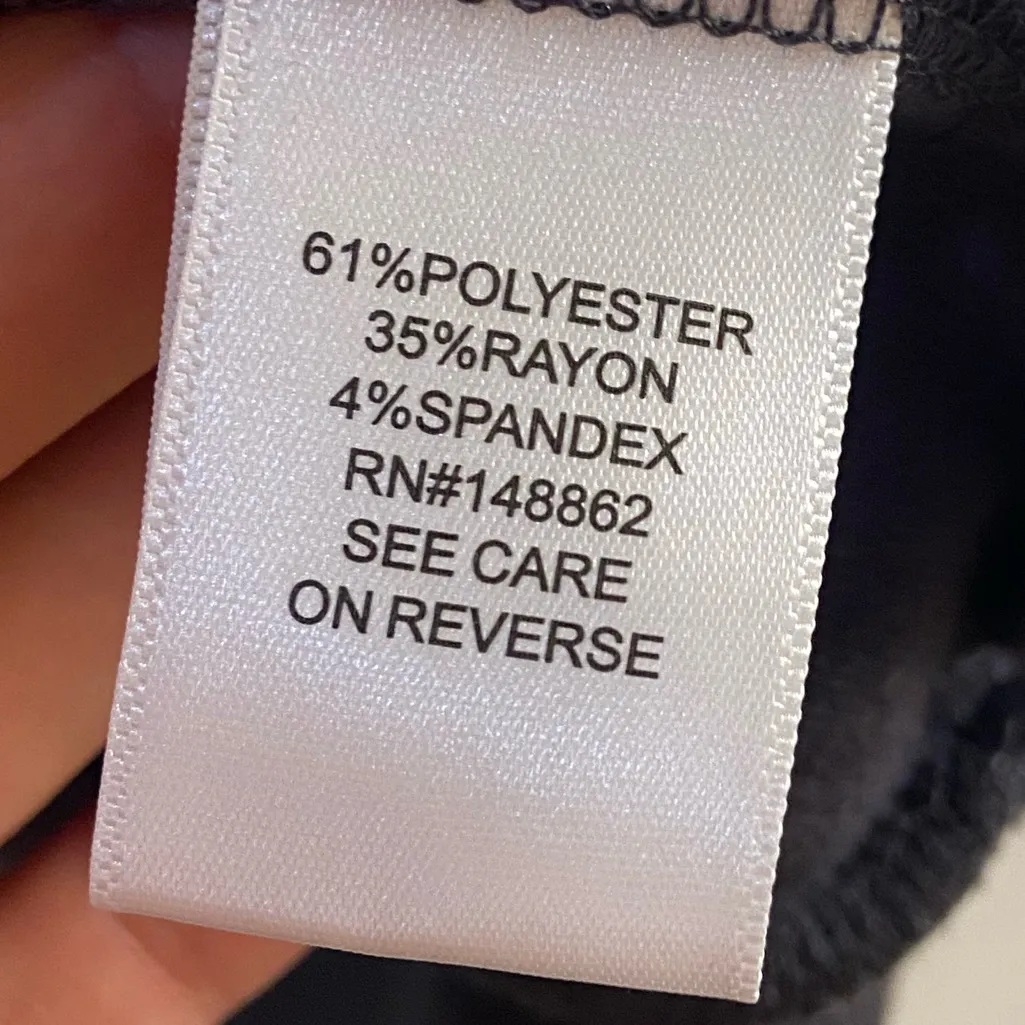 61%POLYESTER
35%RAYON
4%SPANDEX
RN#148862
SEE CARE
ON REVERSE